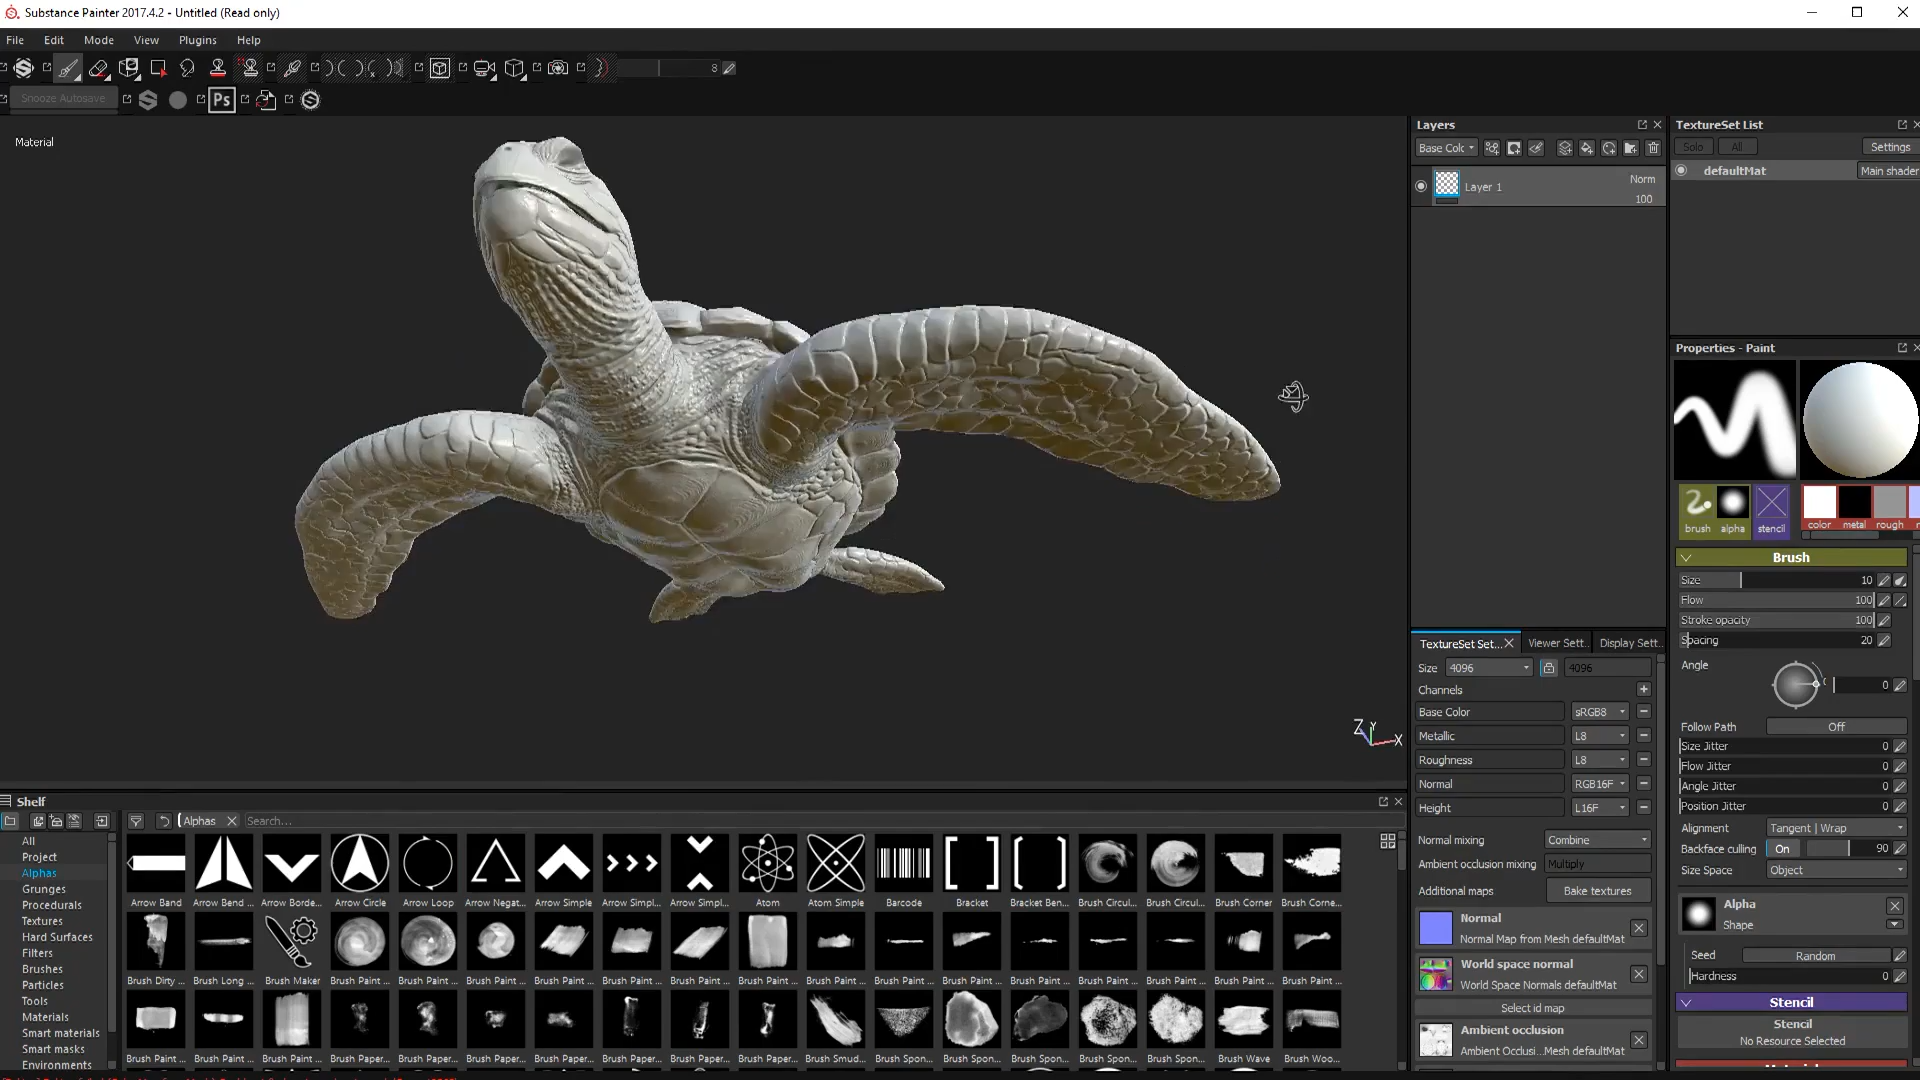 Substance Painter 2017.4.2 - Untitled (Read only)
File Edit Mode View Plugins Help
8
Snooze Autosave Ps
Material
Layers
Base Colc
Layer 1 Norm
100
TextureSet List
Solo All Settings
defaultMat Main shader
Properties - Paint
brush alpha stencil color metal rough
Brush
Size 10
Flow 100
Stroke opacity 100
Spacing 20
Angle 0
Follow Path Off
Size Jitter 0
Flow Jitter 0
Angle Jitter 0
Position Jitter 0
Alignment Tangent | Wrap
Backface culling On 90
Size Space Object
Alpha
Shape
Seed Random
Hardness 0
Stencil
Stencil
No Resource Selected
TextureSet Set... Viewer Sett Display Sett
Size 4096 4096
Channels
Base Color sRGB8
Metallic L8
Roughness L8
Normal RGB16F
Height L16F
Normal mixing Combine
Ambient occlusion mixing Multiply
Additional maps Bake textures
Normal
Normal Map from Mesh defaultMat
World space normal
World Space Normals defaultMat
Select id map
Ambient occlusion
Ambient Occlusi...Mesh defaultMat
Z Y X
Shelf
Alphas Search...
All
Project
Alphas
Grunges
Procedurals
Textures
Hard Surfaces
Filters
Brushes
Particles
Tools
Materials
Smart materials
Smart masks
Environments
Arrow Band Arrow Bend ... Arrow Borde... Arrow Circle Arrow Loop Arrow Negat... Arrow Simple Arrow Simpl... Arrow Simpl... Atom Atom Simple Barcode Bracket Bracket Ben... Brush Circul... Brush Circul... Brush Corner Brush Corne...
Brush Dirty ... Brush Long ... Brush Maker Brush Paint ... Brush Paint ... Brush Paint ... Brush Paint ... Brush Paint ... Brush Paint ... Brush Paint ... Brush Paint ... Brush Paint ... Brush Paint ... Brush Paint ... Brush Paint ... Brush Paint ... Brush Paint ... Brush Paint ...
Brush Paint ... Brush Paint ... Brush Paint ... Brush Paper... Brush Paper... Brush Paper... Brush Paper... Brush Paper... Brush Paper... Brush Paper... Brush Smud... Brush Spon... Brush Spon... Brush Spon... Brush Spon... Brush Spon... Brush Wave Brush Woo...